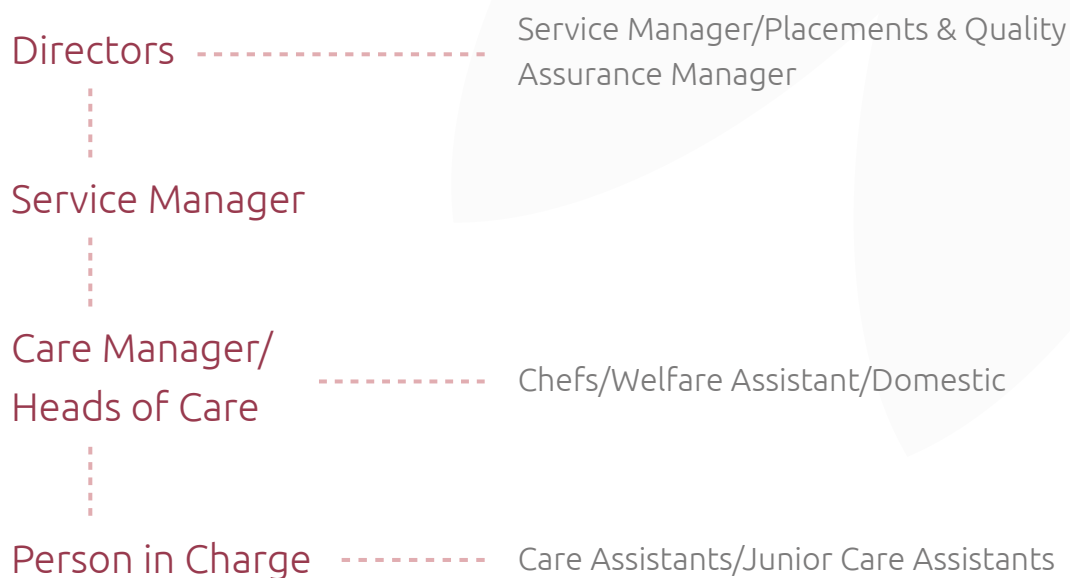 Directors
Service Manager/Placements & Quality
Assurance Manager
Service Manager
Care Manager/
Heads of Care
Chefs/Welfare Assistant/Domestic
Person in Charge
Care Assistants/Junior Care Assistants